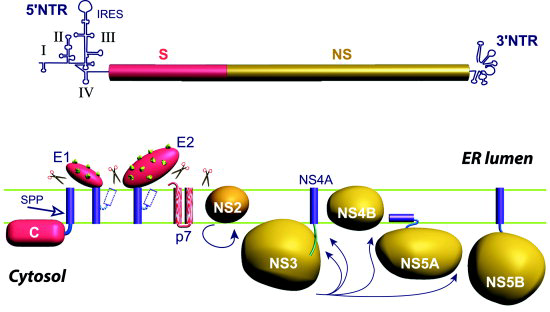 5'NTR
IRES
II
III
I
IV
S
NS
3'NTR
E1
E2
ER lumen
SPP
NS4A
C
p7
NS2
NS4B
NS3
NS5A
NS5B
Cytosol